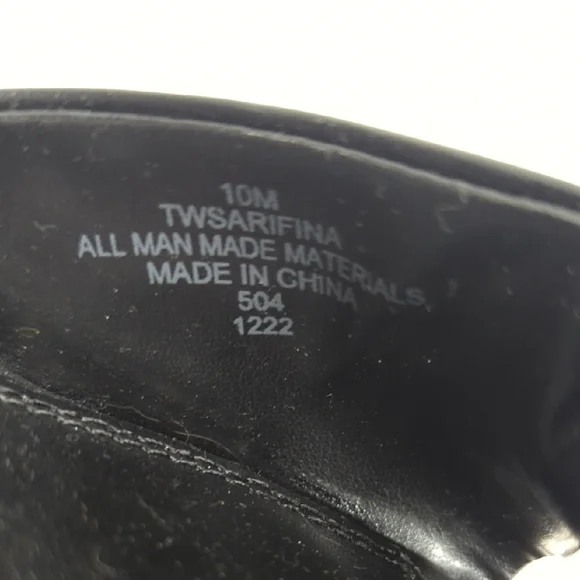 10M
TWSARIFINA
ALL MAN MADE MATERIALS
MADE IN CHINA
504
1222